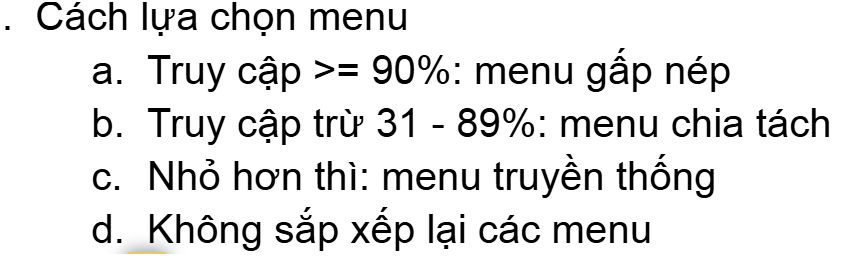 . Cách lựa chọn menu
a. Truy cập >= 90%: menu gấp nép
b. Truy cập trừ 31 - 89%: menu chia tách
c. Nhỏ hơn thì: menu truyền thống
d. Không sắp xếp lại các menu